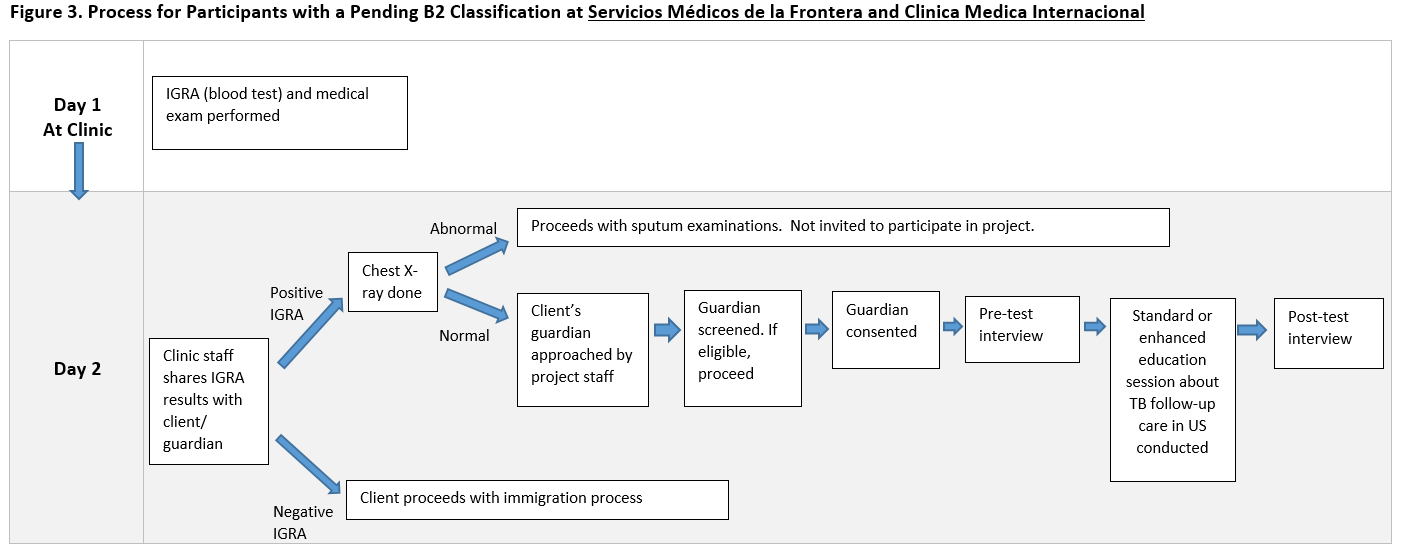 Figure 3. Process for Participants with a Pending B2 Classification at Servicios Médicos de la Frontera and Clinica Medica Internacional
Day 1
At Clinic
IGRA (blood test) and medical
exam performed
Day 2
Clinic staff
shares IGRA
results with
client/
guardian
Positive
IGRA
Negative
IGRA
Chest X-
ray done
Abnormal
Normal
Proceeds with sputum examinations.  Not invited to participate in project.
Client's
guardian
approached by
project staff
Guardian
screened. If
eligible,
proceed
Guardian
consented
Pre-test
interview
Standard or
enhanced
education
session about
TB follow-up
care in US
conducted
Post-test
interview
Client proceeds with immigration process